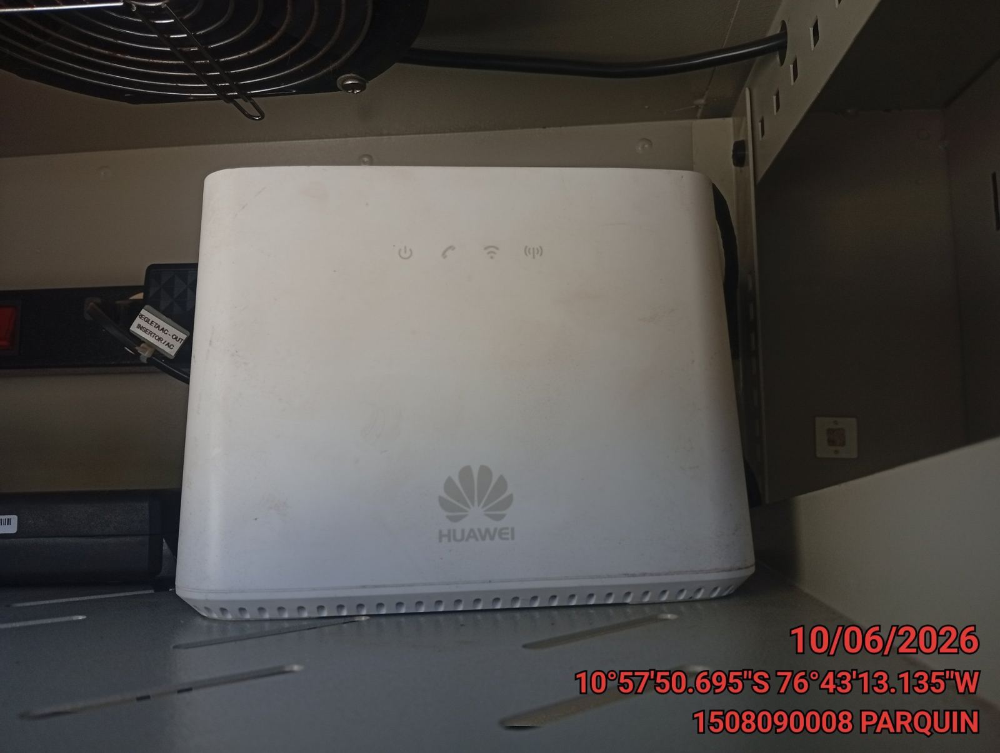 REGLETA AC - OUT
INSERTOR / AC
HUAWEI
10/06/2026
10°57'50.695"S 76°43'13.135"W
1508090008 PARQUIN